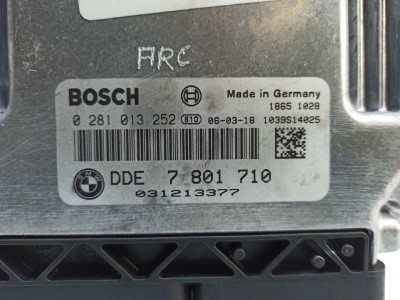 ARC
BOSCH
Made in Germany
1865 1028
0 281 013 252 810 06-03-18 1039S14025
DDE 7 801 710
031213377